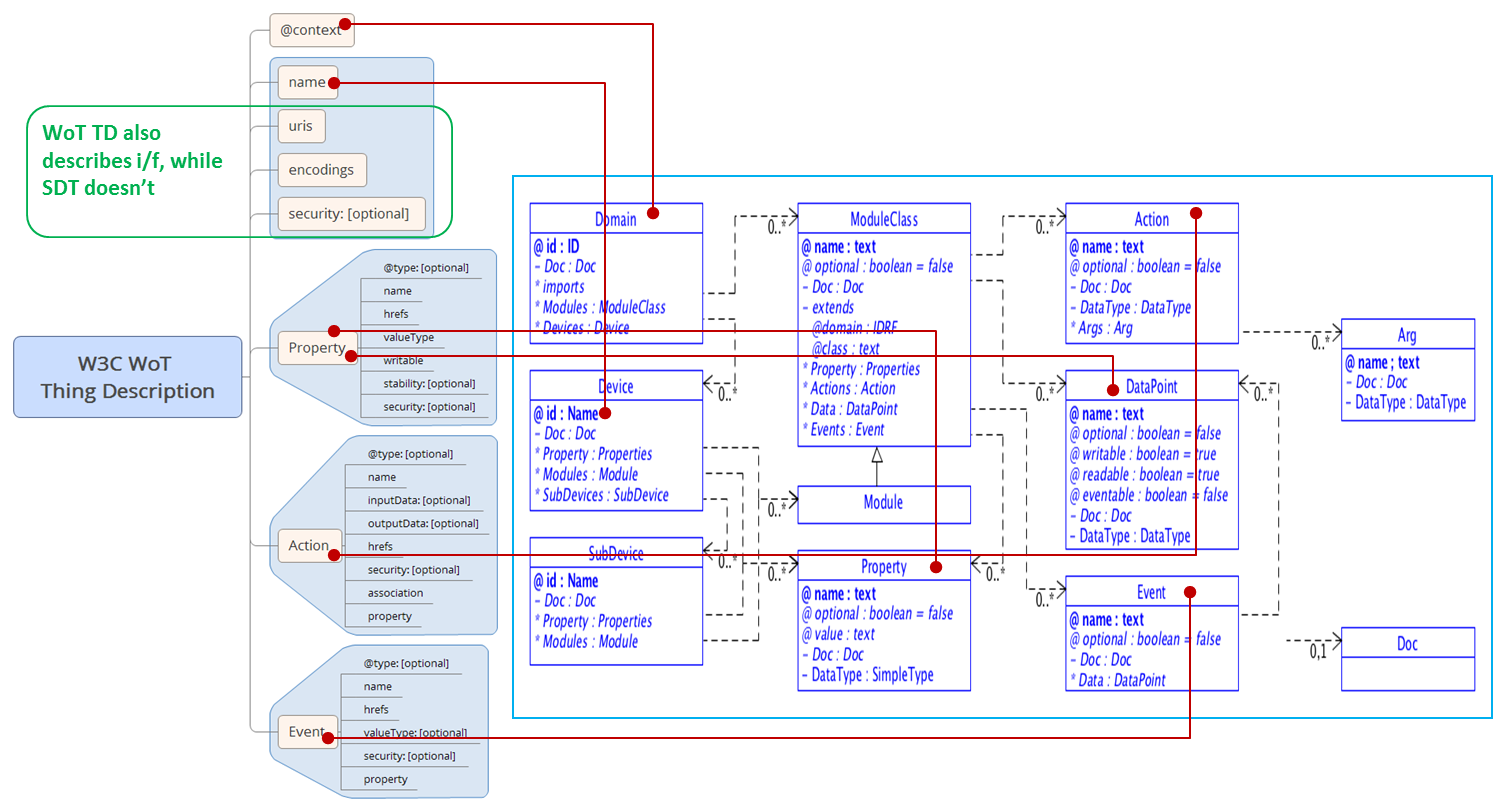 @context
name
uris
encodings
security: [optional]
WoT TD also
describes i/f, while
SDT doesn't
W3C WoT
Thing Description
Property
@type: [optional]
name
hrefs
valueType
writable
stability: [optional]
security: [optional]
Action
@type: [optional]
name
inputData: [optional]
outputData: [optional]
hrefs
security: [optional]
association
property
Event
@type: [optional]
name
hrefs
valueType: [optional]
security: [optional]
property
Domain
@ id : ID
- Doc : Doc
* imports
* Modules : ModuleClass
* Devices : Device
0..*
Device
@ id : Name
- Doc : Doc
* Property : Properties
* Modules : Module
* SubDevices : SubDevice
0..*
SubDevice
@ id : Name
- Doc : Doc
* Property : Properties
* Modules : Module
0..*
ModuleClass
@ name : text
@ optional : boolean = false
- Doc : Doc
- extends
@domain : IDRF
@class : text
* Property : Properties
* Actions : Action
* Data : DataPoint
* Events : Event
0..*
Module
0..*
Property
@ name : text
@ optional : boolean = false
@ value : text
- Doc : Doc
- DataType : SimpleType
0..*
0..*
Action
@ name : text
@ optional : boolean = false
- Doc : Doc
- DataType : DataType
* Args : Arg
0..*
DataPoint
@ name : text
@ optional : boolean = false
@ writable : boolean = true
@ readable : boolean = true
@ eventable : boolean = false
- Doc : Doc
- DataType : DataType
0..*
0..*
Event
@ name : text
@ optional : boolean = false
- Doc : Doc
* Data : DataPoint
0..*
Arg
@ name ; text
- Doc : Doc
- DataType : DataType
0..*
Doc
0,1